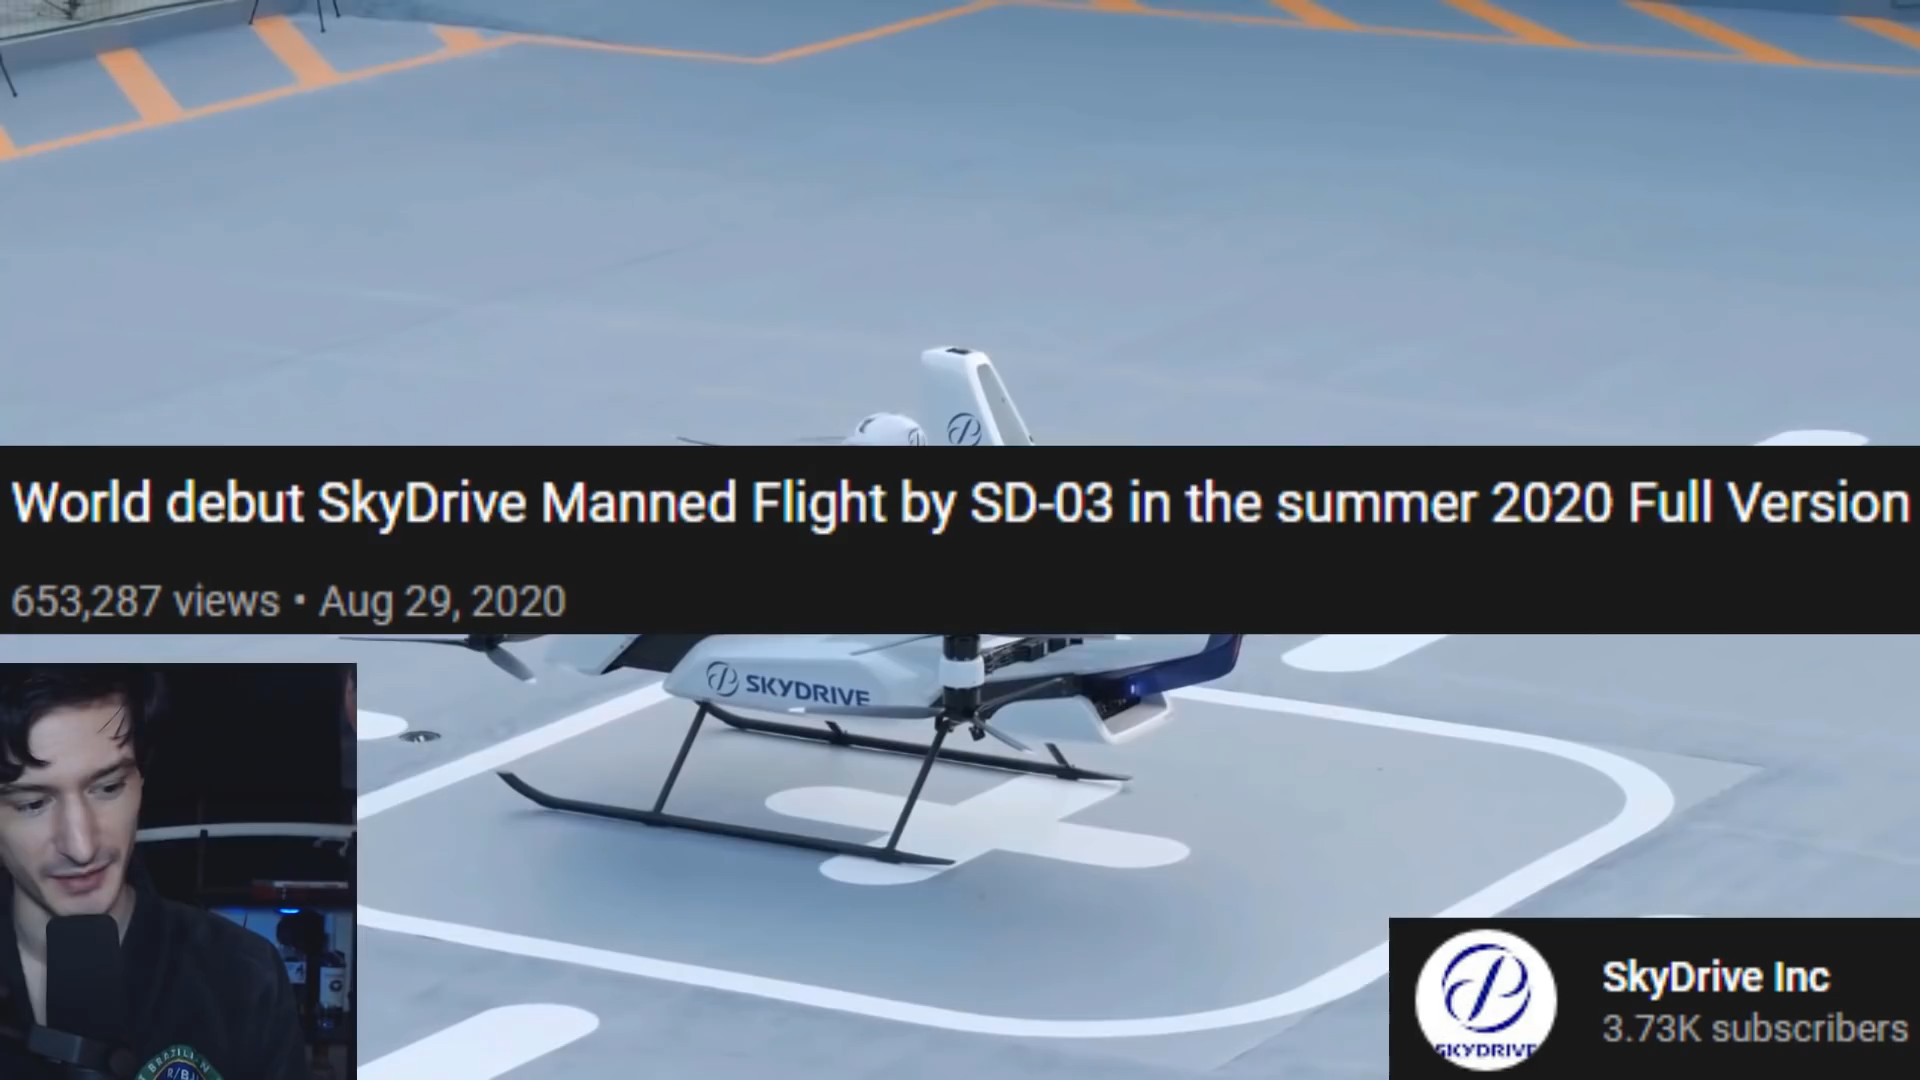 World debut SkyDrive Manned Flight by SD-03 in the summer 2020 Full Version
653,287 views • Aug 29, 2020
SKYDRIVE
SkyDrive Inc
3.73K subscribers
SKYDRIVE
BRAZILIAN
R/B